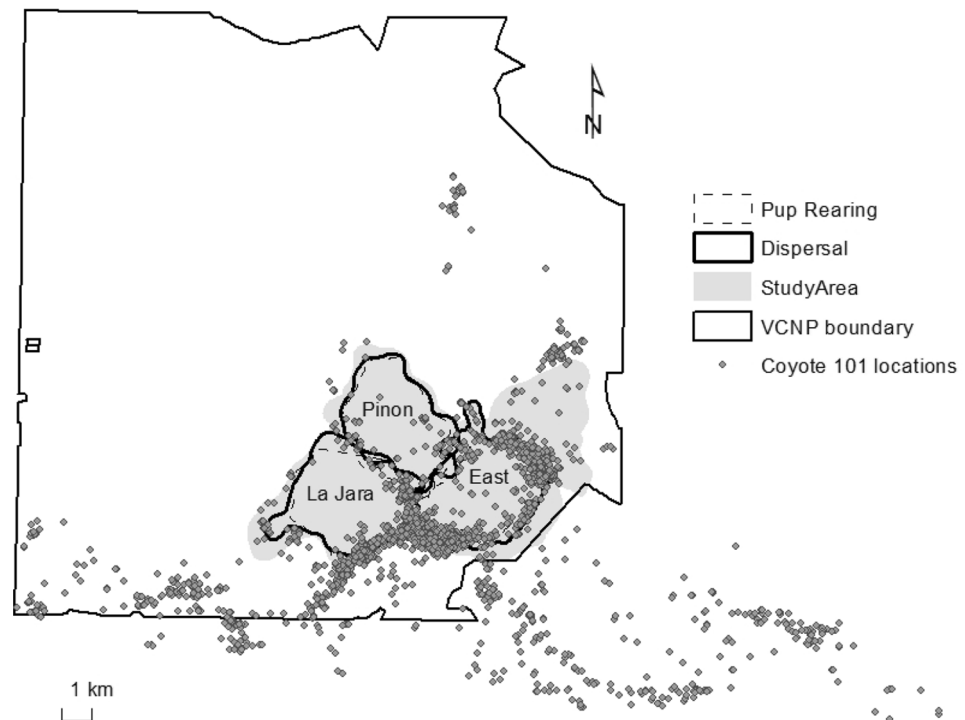 N
Pup Rearing
Dispersal
StudyArea
VCNP boundary
Coyote 101 locations
Pinon
East
La Jara
1 km